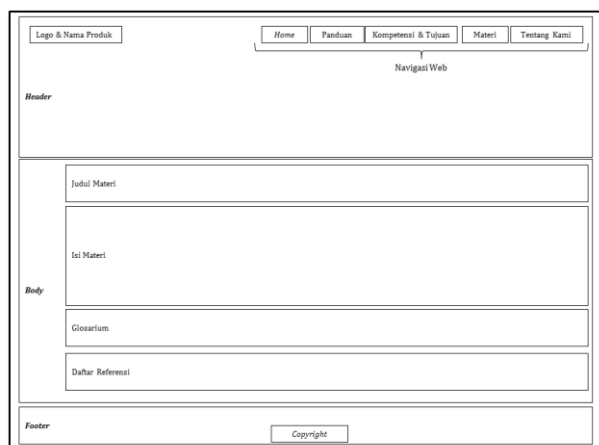 Logo & Nama Produk
Home
Panduan
Kompetensi & Tujuan
Materi
Tentang Kami
Navigasi Web
Header
Judul Materi
Isi Materi
Body
Glosarium
Daftar Referensi
Footer
Copyright